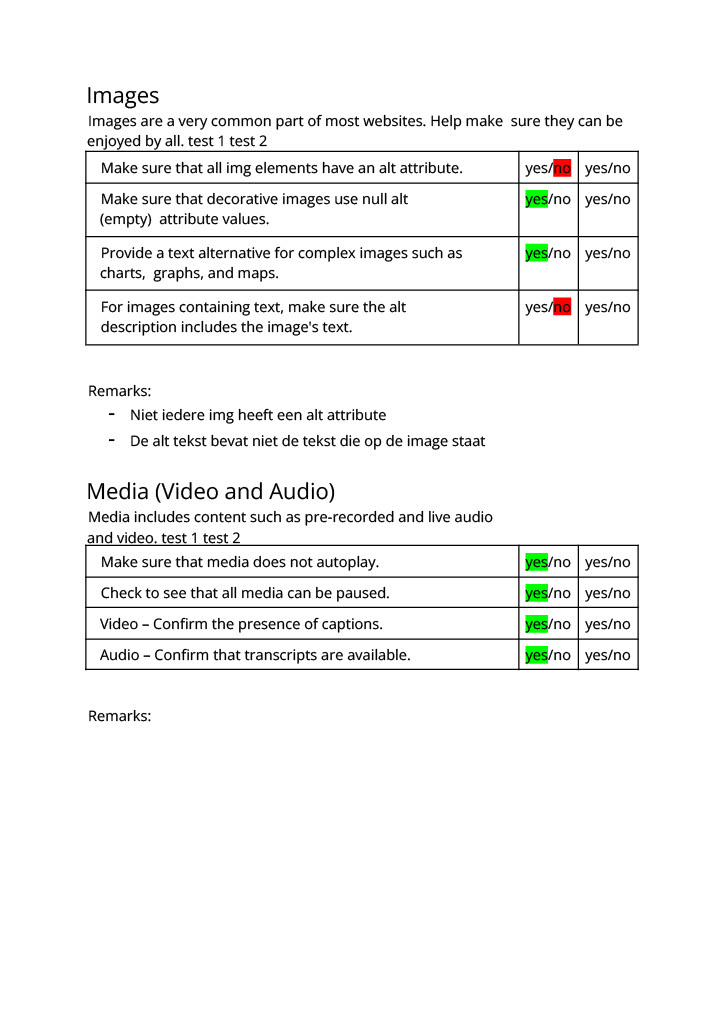 Images
Images are a very common part of most websites. Help make  sure they can be
enjoyed by all. test 1 test 2
Make sure that all img elements have an alt attribute. yes/no yes/no
Make sure that decorative images use null alt yes/no yes/no
(empty)  attribute values.
Provide a text alternative for complex images such as yes/no yes/no
charts,  graphs, and maps.
For images containing text, make sure the alt yes/no yes/no
description includes the image's text.
Remarks:
- Niet iedere img heeft een alt attribute
- De alt tekst bevat niet de tekst die op de image staat
Media (Video and Audio)
Media includes content such as pre-recorded and live audio
and video. test 1 test 2
Make sure that media does not autoplay. yes/no yes/no
Check to see that all media can be paused. yes/no yes/no
Video – Confirm the presence of captions. yes/no yes/no
Audio – Confirm that transcripts are available. yes/no yes/no
Remarks: